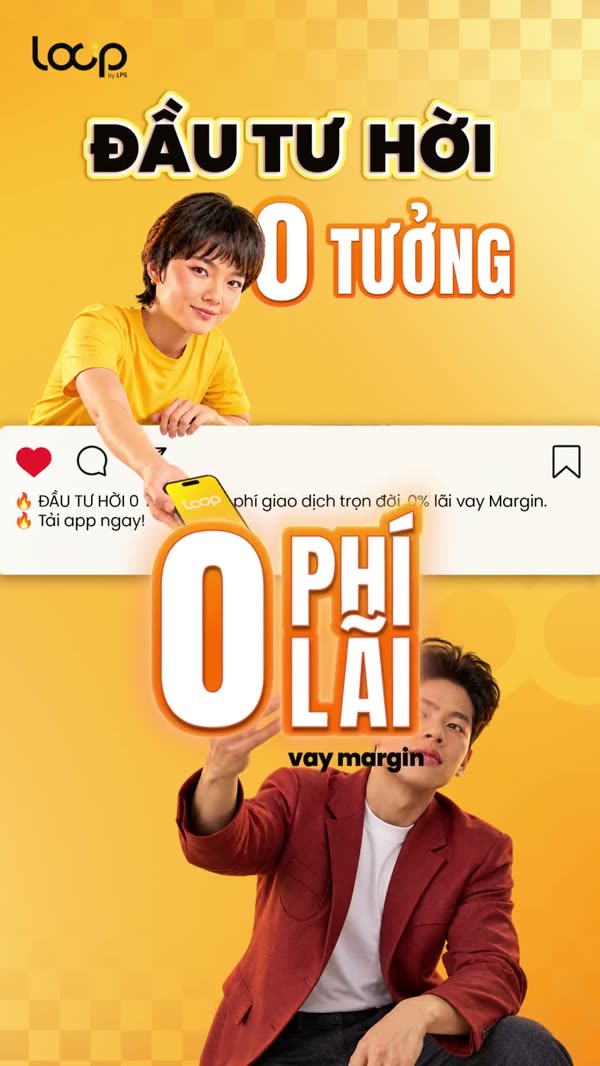 Loop
by LPS
ĐẦU TƯ HỜI
0 TƯỞNG
🔥 ĐẦU TƯ HỜI 0 phí giao dịch trọn đời, 0% lãi vay Margin.
🔥 Tải app ngay!
Loop
0 PHÍ
LÃI
vay margin